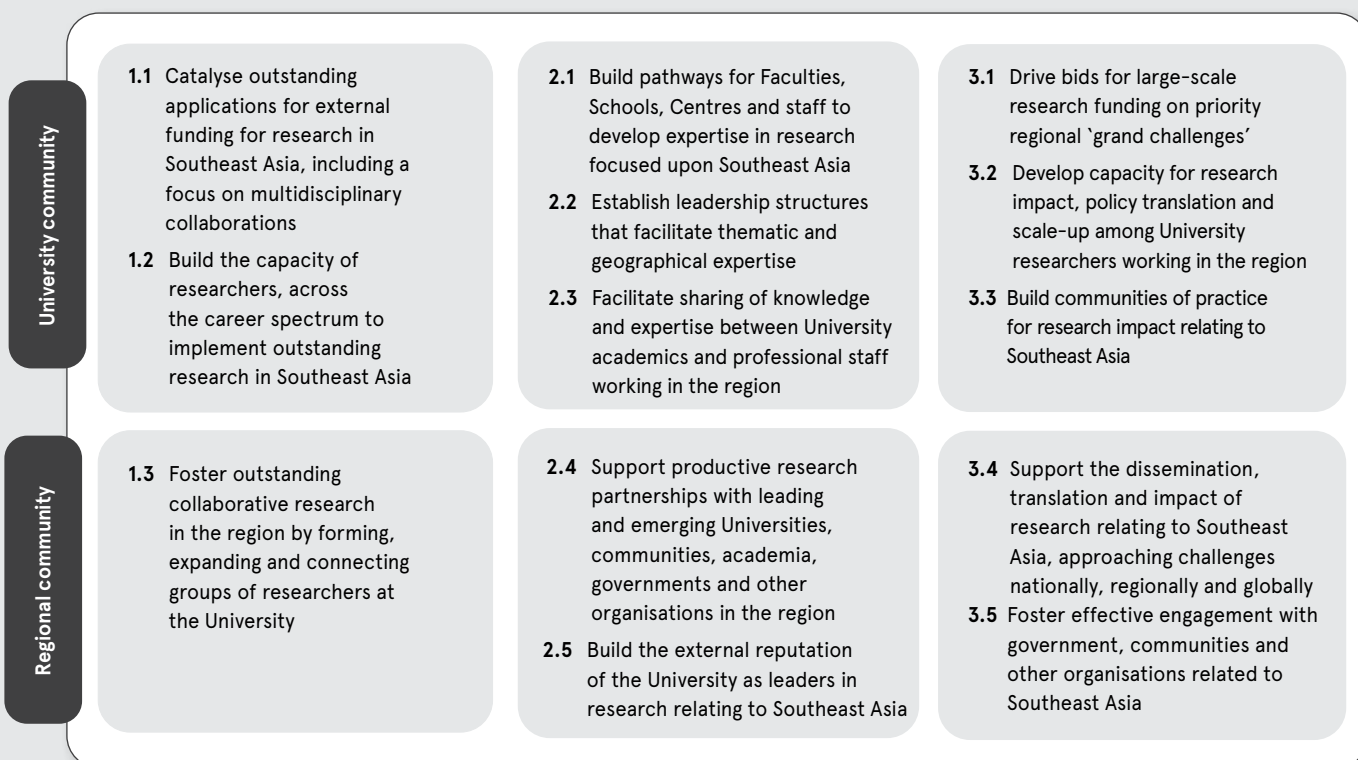 University community
1.1 Catalyse outstanding
applications for external
funding for research in
Southeast Asia, including a
focus on multidisciplinary
collaborations
1.2 Build the capacity of
researchers, across
the career spectrum to
implement outstanding
research in Southeast Asia
2.1 Build pathways for Faculties,
Schools, Centres and staff to
develop expertise in research
focused upon Southeast Asia
2.2 Establish leadership structures
that facilitate thematic and
geographical expertise
2.3 Facilitate sharing of knowledge
and expertise between University
academics and professional staff
working in the region
3.1 Drive bids for large-scale
research funding on priority
regional ‘grand challenges’
3.2 Develop capacity for research
impact, policy translation and
scale-up among University
researchers working in the region
3.3 Build communities of practice
for research impact relating to
Southeast Asia
Regional community
1.3 Foster outstanding
collaborative research
in the region by forming,
expanding and connecting
groups of researchers at
the University
2.4 Support productive research
partnerships with leading
and emerging Universities,
communities, academia,
governments and other
organisations in the region
2.5 Build the external reputation
of the University as leaders in
research relating to Southeast Asia
3.4 Support the dissemination,
translation and impact of
research relating to Southeast
Asia, approaching challenges
nationally, regionally and globally
3.5 Foster effective engagement with
government, communities and
other organisations related to
Southeast Asia